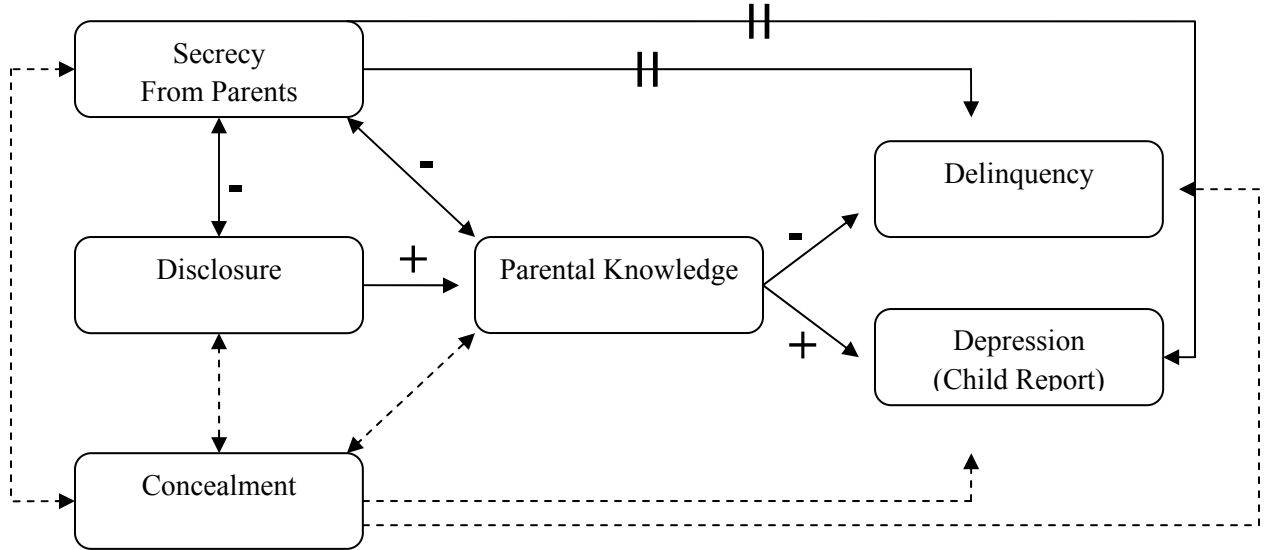 Secrecy
From Parents
-
-
Delinquency
Disclosure
+
Parental Knowledge
-
+
Depression
(Child Report)
Concealment